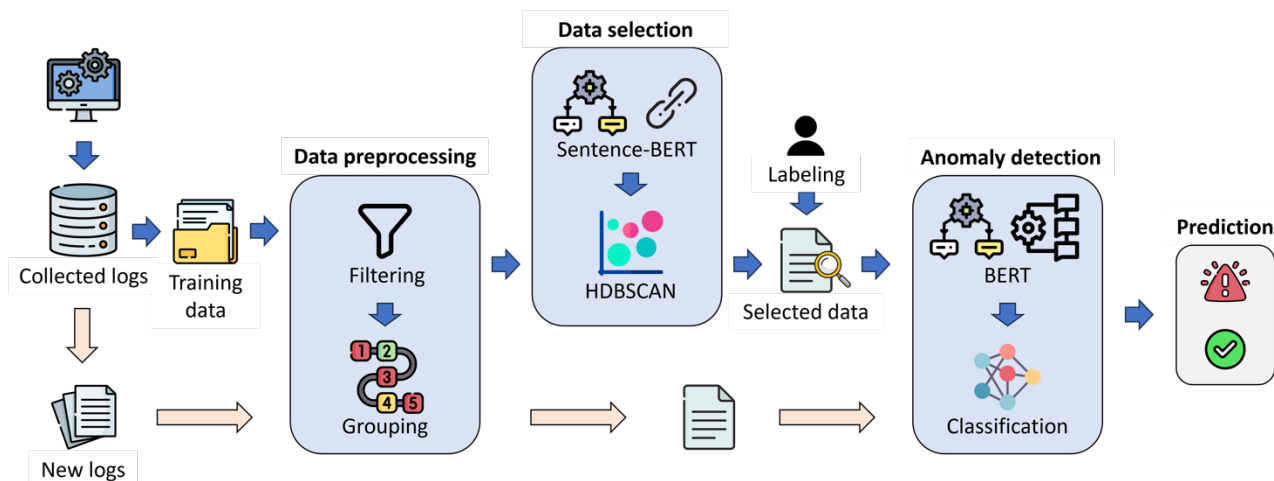 Data selection
Sentence-BERT
HDBSCAN
Data preprocessing
Filtering
1 2
3
4 5
Grouping
Collected logs
Training
data
New logs
Labeling
Selected data
Anomaly detection
BERT
Classification
Prediction